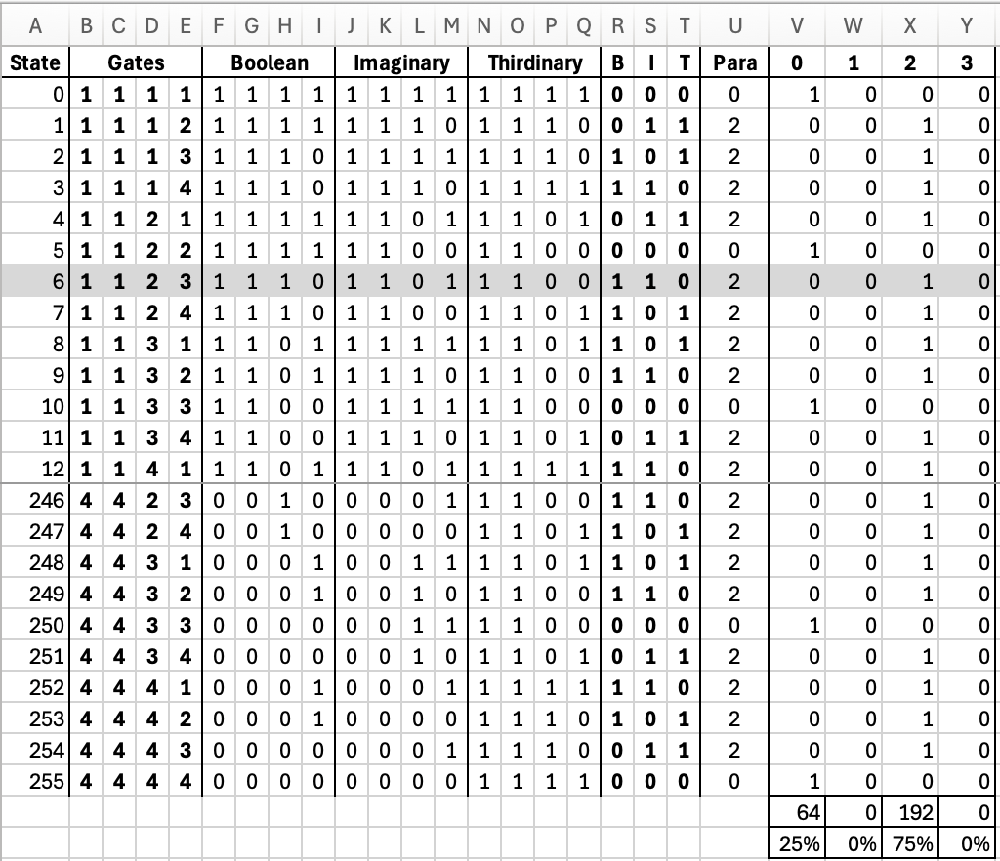 A B C D E F G H I J K L M N O P Q R S T U V W X Y
State Gates Boolean Imaginary Thirdinary B I T Para 0 1 2 3
0 1 1 1 1 1 1 1 1 1 1 1 1 1 1 1 1 0 0 0 0 1 0 0 0
1 1 1 1 2 1 1 1 1 1 1 1 0 1 1 1 0 0 1 1 2 0 0 1 0
2 1 1 1 3 1 1 1 0 1 1 1 1 1 1 1 0 1 0 1 2 0 0 1 0
3 1 1 1 4 1 1 1 0 1 1 1 0 1 1 1 1 1 1 0 2 0 0 1 0
4 1 1 2 1 1 1 1 1 1 1 0 1 1 1 0 1 0 1 1 2 0 0 1 0
5 1 1 2 2 1 1 1 1 1 1 0 0 1 1 0 0 0 0 0 0 1 0 0 0
6 1 1 2 3 1 1 1 0 1 1 0 1 1 1 0 0 1 1 0 2 0 0 1 0
7 1 1 2 4 1 1 1 0 1 1 0 0 1 1 0 1 1 0 1 2 0 0 1 0
8 1 1 3 1 1 1 0 1 1 1 1 1 1 1 0 1 1 0 1 2 0 0 1 0
9 1 1 3 2 1 1 0 1 1 1 1 0 1 1 0 0 1 1 0 2 0 0 1 0
10 1 1 3 3 1 1 0 0 1 1 1 1 1 1 0 0 0 0 0 0 1 0 0 0
11 1 1 3 4 1 1 0 0 1 1 1 0 1 1 0 1 0 1 1 2 0 0 1 0
12 1 1 4 1 1 1 0 1 1 1 0 1 1 1 1 1 1 1 0 2 0 0 1 0
246 4 4 2 3 0 0 1 0 0 0 0 1 1 1 0 0 1 1 0 2 0 0 1 0
247 4 4 2 4 0 0 1 0 0 0 0 0 1 1 0 1 1 0 1 2 0 0 1 0
248 4 4 3 1 0 0 0 1 0 0 1 1 1 1 0 1 1 0 1 2 0 0 1 0
249 4 4 3 2 0 0 0 1 0 0 1 0 1 1 0 0 1 1 0 2 0 0 1 0
250 4 4 3 3 0 0 0 0 0 0 1 1 1 1 0 0 0 0 0 0 1 0 0 0
251 4 4 3 4 0 0 0 0 0 0 1 0 1 1 0 1 0 1 1 2 0 0 1 0
252 4 4 4 1 0 0 0 1 0 0 0 1 1 1 1 1 1 1 0 2 0 0 1 0
253 4 4 4 2 0 0 0 1 0 0 0 0 1 1 1 0 1 0 1 2 0 0 1 0
254 4 4 4 3 0 0 0 0 0 0 0 1 1 1 1 0 0 1 1 2 0 0 1 0
255 4 4 4 4 0 0 0 0 0 0 0 0 1 1 1 1 0 0 0 0 1 0 0 0
64 0 192 0
25% 0% 75% 0%